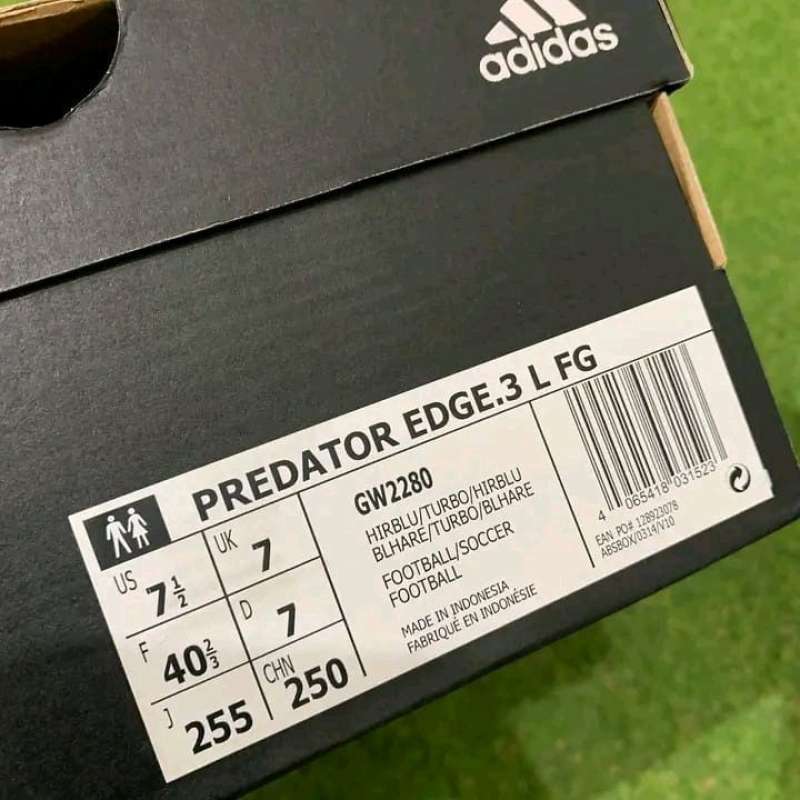 adidas
PREDATOR EDGE.3 L FG
US 7½
UK 7
F 40⅔
D 7
J 255
CHN 250
GW2280
HIRBLU/TURBO/HIRBLU
BLHARE/TURBO/BLHARE
FOOTBALL/SOCCER
FOOTBALL
MADE IN INDONESIA
FABRIQUÉ EN INDONÉSIE
4 065418 031523
EAN PO# 128923078
ABSBOX/0314/V10